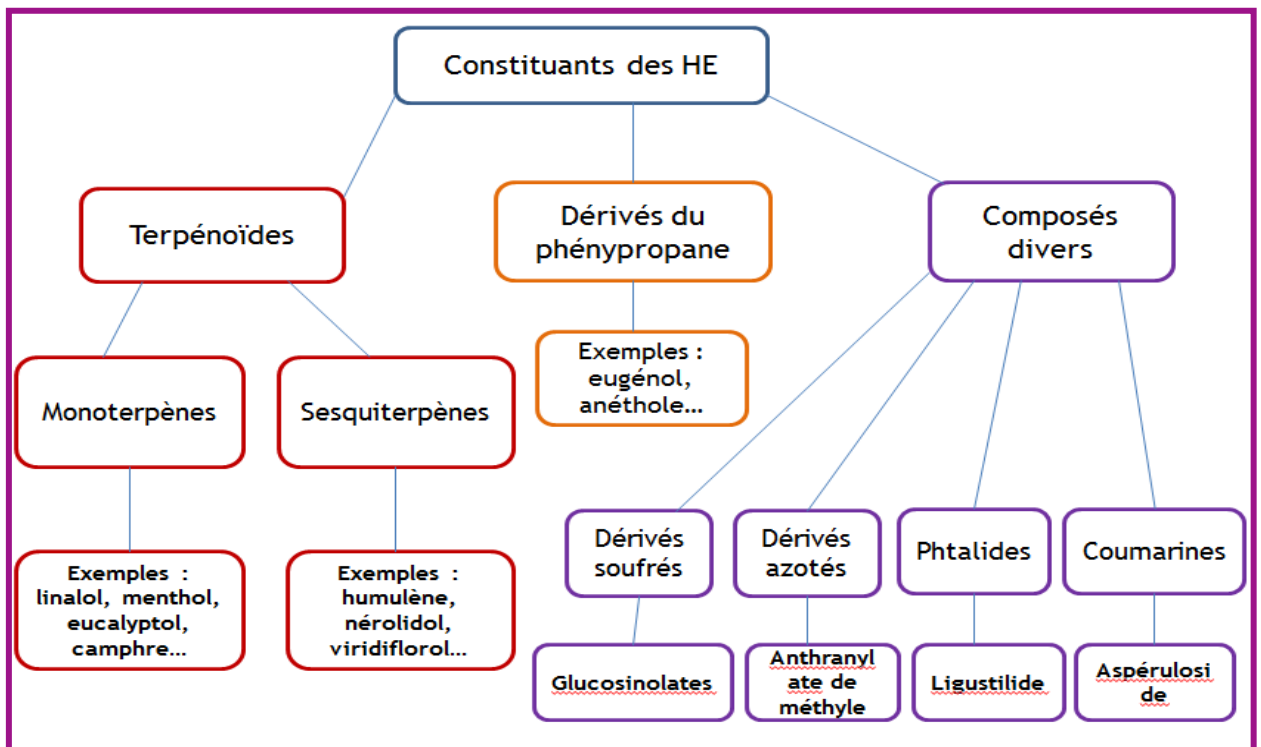 Constituants des HE
Terpénoïdes
Dérivés du
phénypropane
Composés
divers
Monoterpènes
Sesquiterpènes
Exemples :
eugénol,
anéthole…
Dérivés
soufrés
Dérivés
azotés
Phtalides
Coumarines
Exemples :
linalol, menthol,
eucalyptol,
camphre…
Exemples :
humulène,
nérolidol,
viridiflorol…
Glucosinolates
Anthranyl
ate de
méthyle
Ligustilide
Aspérulosi
de